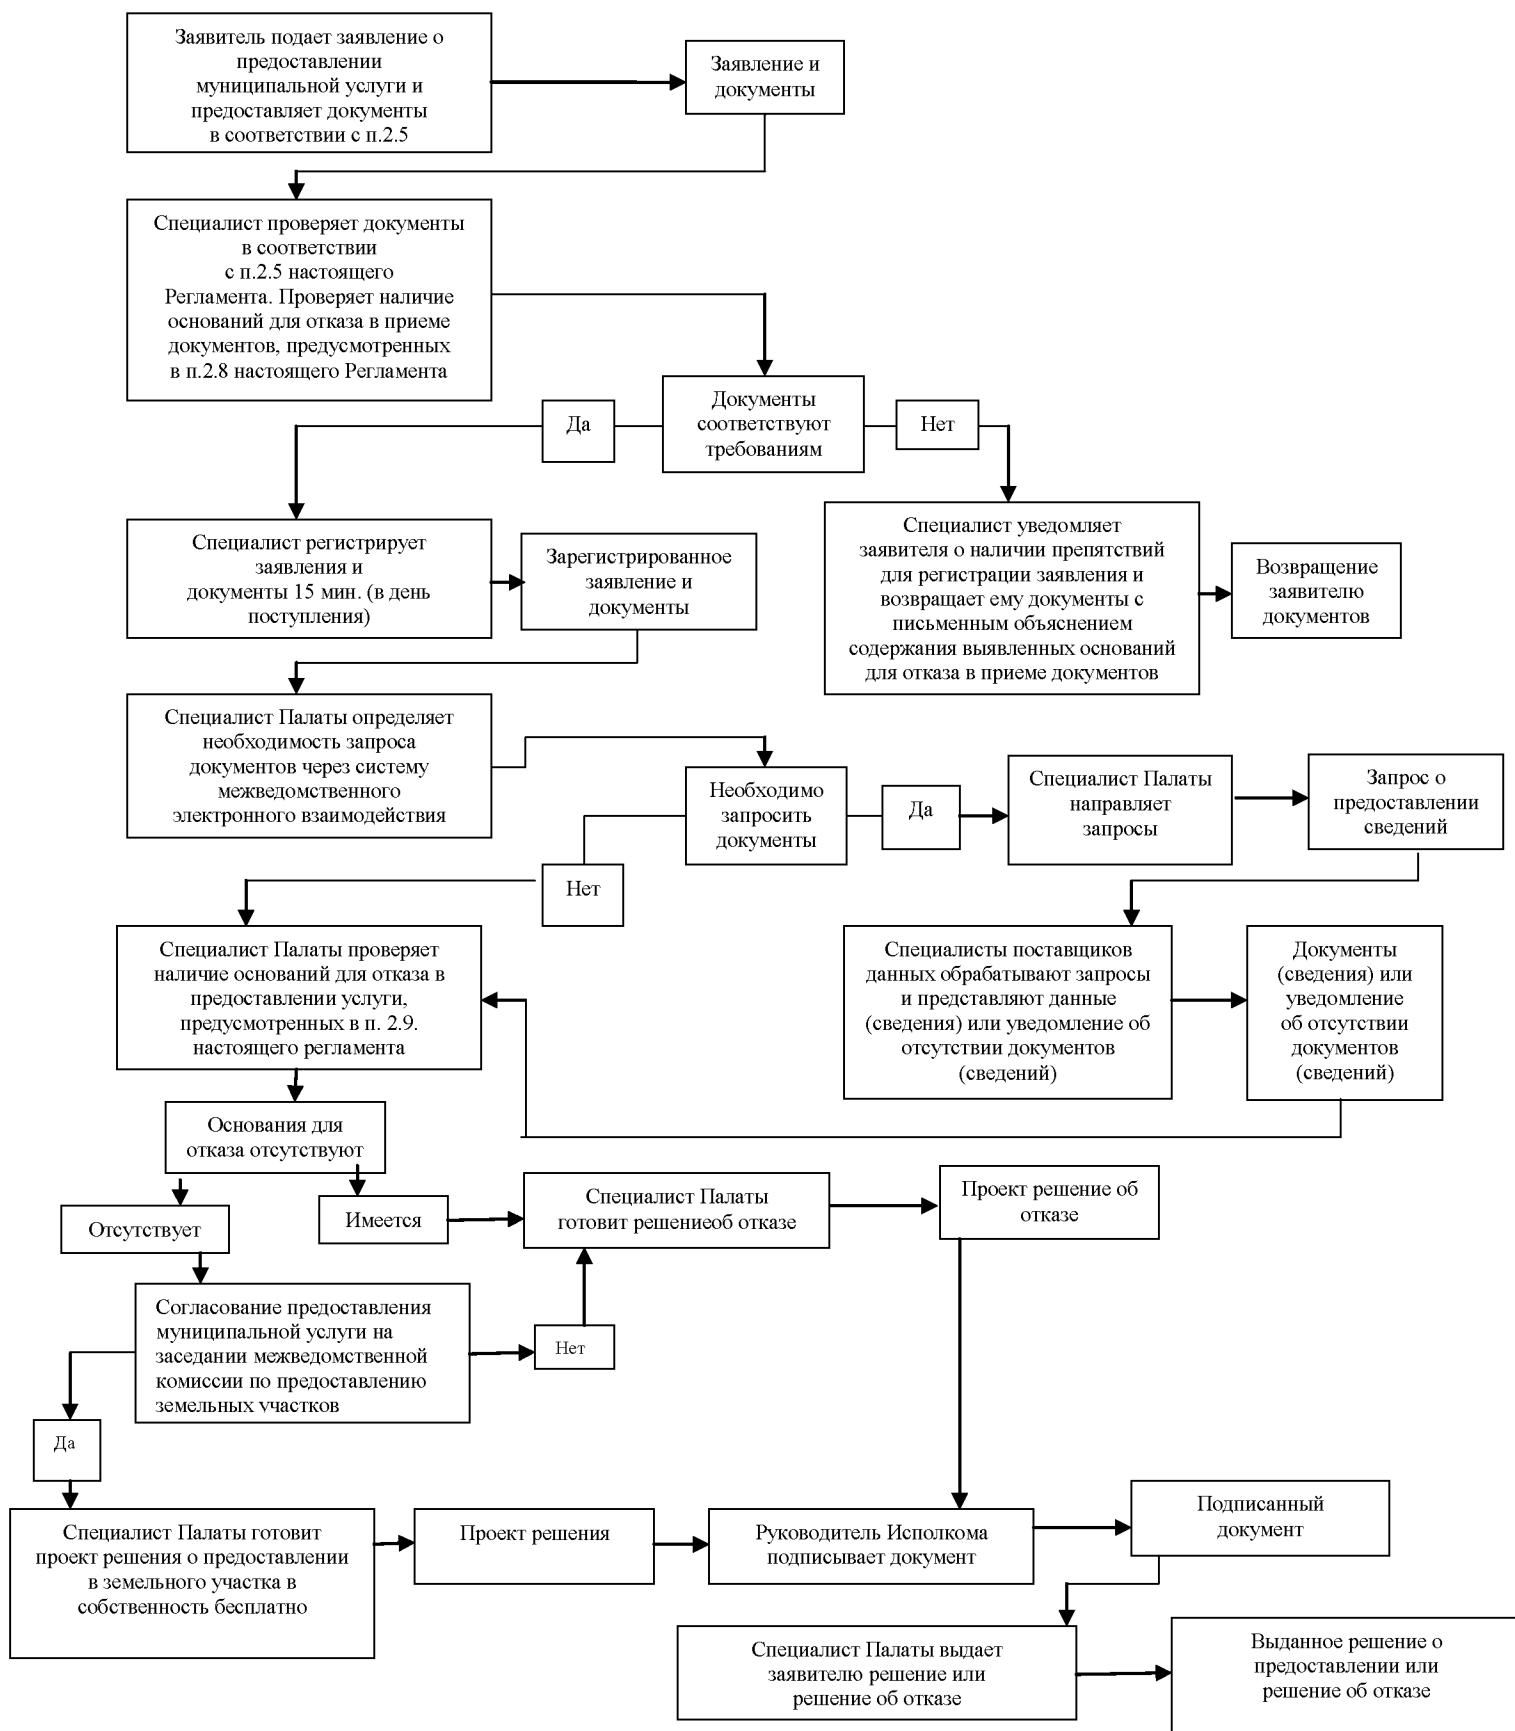 Заявитель подает заявление о
предоставлении
муниципальной услуги и
предоставляет документы
в соответствии с п.2.5
Заявление и
документы
Специалист проверяет документы
в соответствии
с п.2.5 настоящего
Регламента. Проверяет наличие
оснований для отказа в приеме
документов, предусмотренных
в п.2.8 настоящего Регламента
Документы
соответствуют
требованиям
Да
Нет
Специалист регистрирует
заявления и
документы 15 мин. (в день
поступления)
Зарегистрированное
заявление и
документы
Специалист уведомляет
заявителя о наличии препятствий
для регистрации заявления и
возвращает ему документы с
письменным объяснением
содержания выявленных оснований
для отказа в приеме документов
Возвращение
заявителю
документов
Специалист Палаты определяет
необходимость запроса
документов через систему
межведомственного
электронного взаимодействия
Необходимо
запросить
документы
Да
Специалист Палаты
направляет
запросы
Запрос о
предоставлении
сведений
Нет
Специалист Палаты проверяет
наличие оснований для отказа в
предоставлении услуги,
предусмотренных в п. 2.9.
настоящего регламента
Специалисты поставщиков
данных обрабатывают запросы
и представляют данные
(сведения) или уведомление об
отсутствии документов
(сведений)
Документы
(сведения) или
уведомление
об отсутствии
документов
(сведений)
Основания для
отказа отсутствуют
Отсутствует
Имеется
Специалист Палаты
готовит решениеоб отказе
Проект решение об
отказе
Согласование предоставления
муниципальной услуги на
заседании межведомственной
комиссии по предоставлению
земельных участков
Нет
Да
Специалист Палаты готовит
проект решения о предоставлении
в земельного участка в
собственность бесплатно
Проект решения
Руководитель Исполкома
подписывает документ
Подписанный
документ
Специалист Палаты выдает
заявителю решение или
решение об отказе
Выданное решение о
предоставлении или
решение об отказе